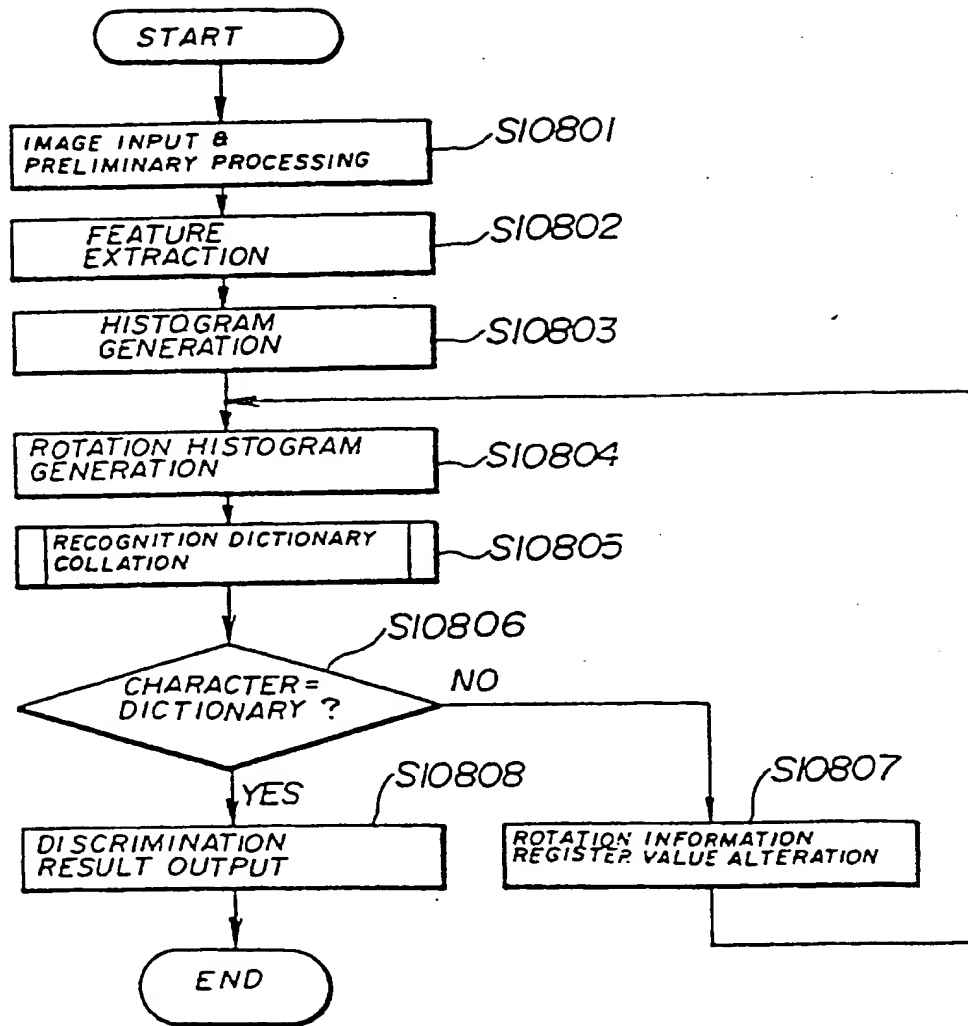 START
IMAGE INPUT &
PRELIMINARY PROCESSING
S10801
FEATURE
EXTRACTION
S10802
HISTOGRAM
GENERATION
S10803
ROTATION HISTOGRAM
GENERATION
S10804
RECOGNITION DICTIONARY
COLLATION
S10805
S10806
CHARACTER =
DICTIONARY ?
NO
YES
S10808
S10807
DISCRIMINATION
RESULT OUTPUT
ROTATION INFORMATION
REGISTER VALUE ALTERATION
END